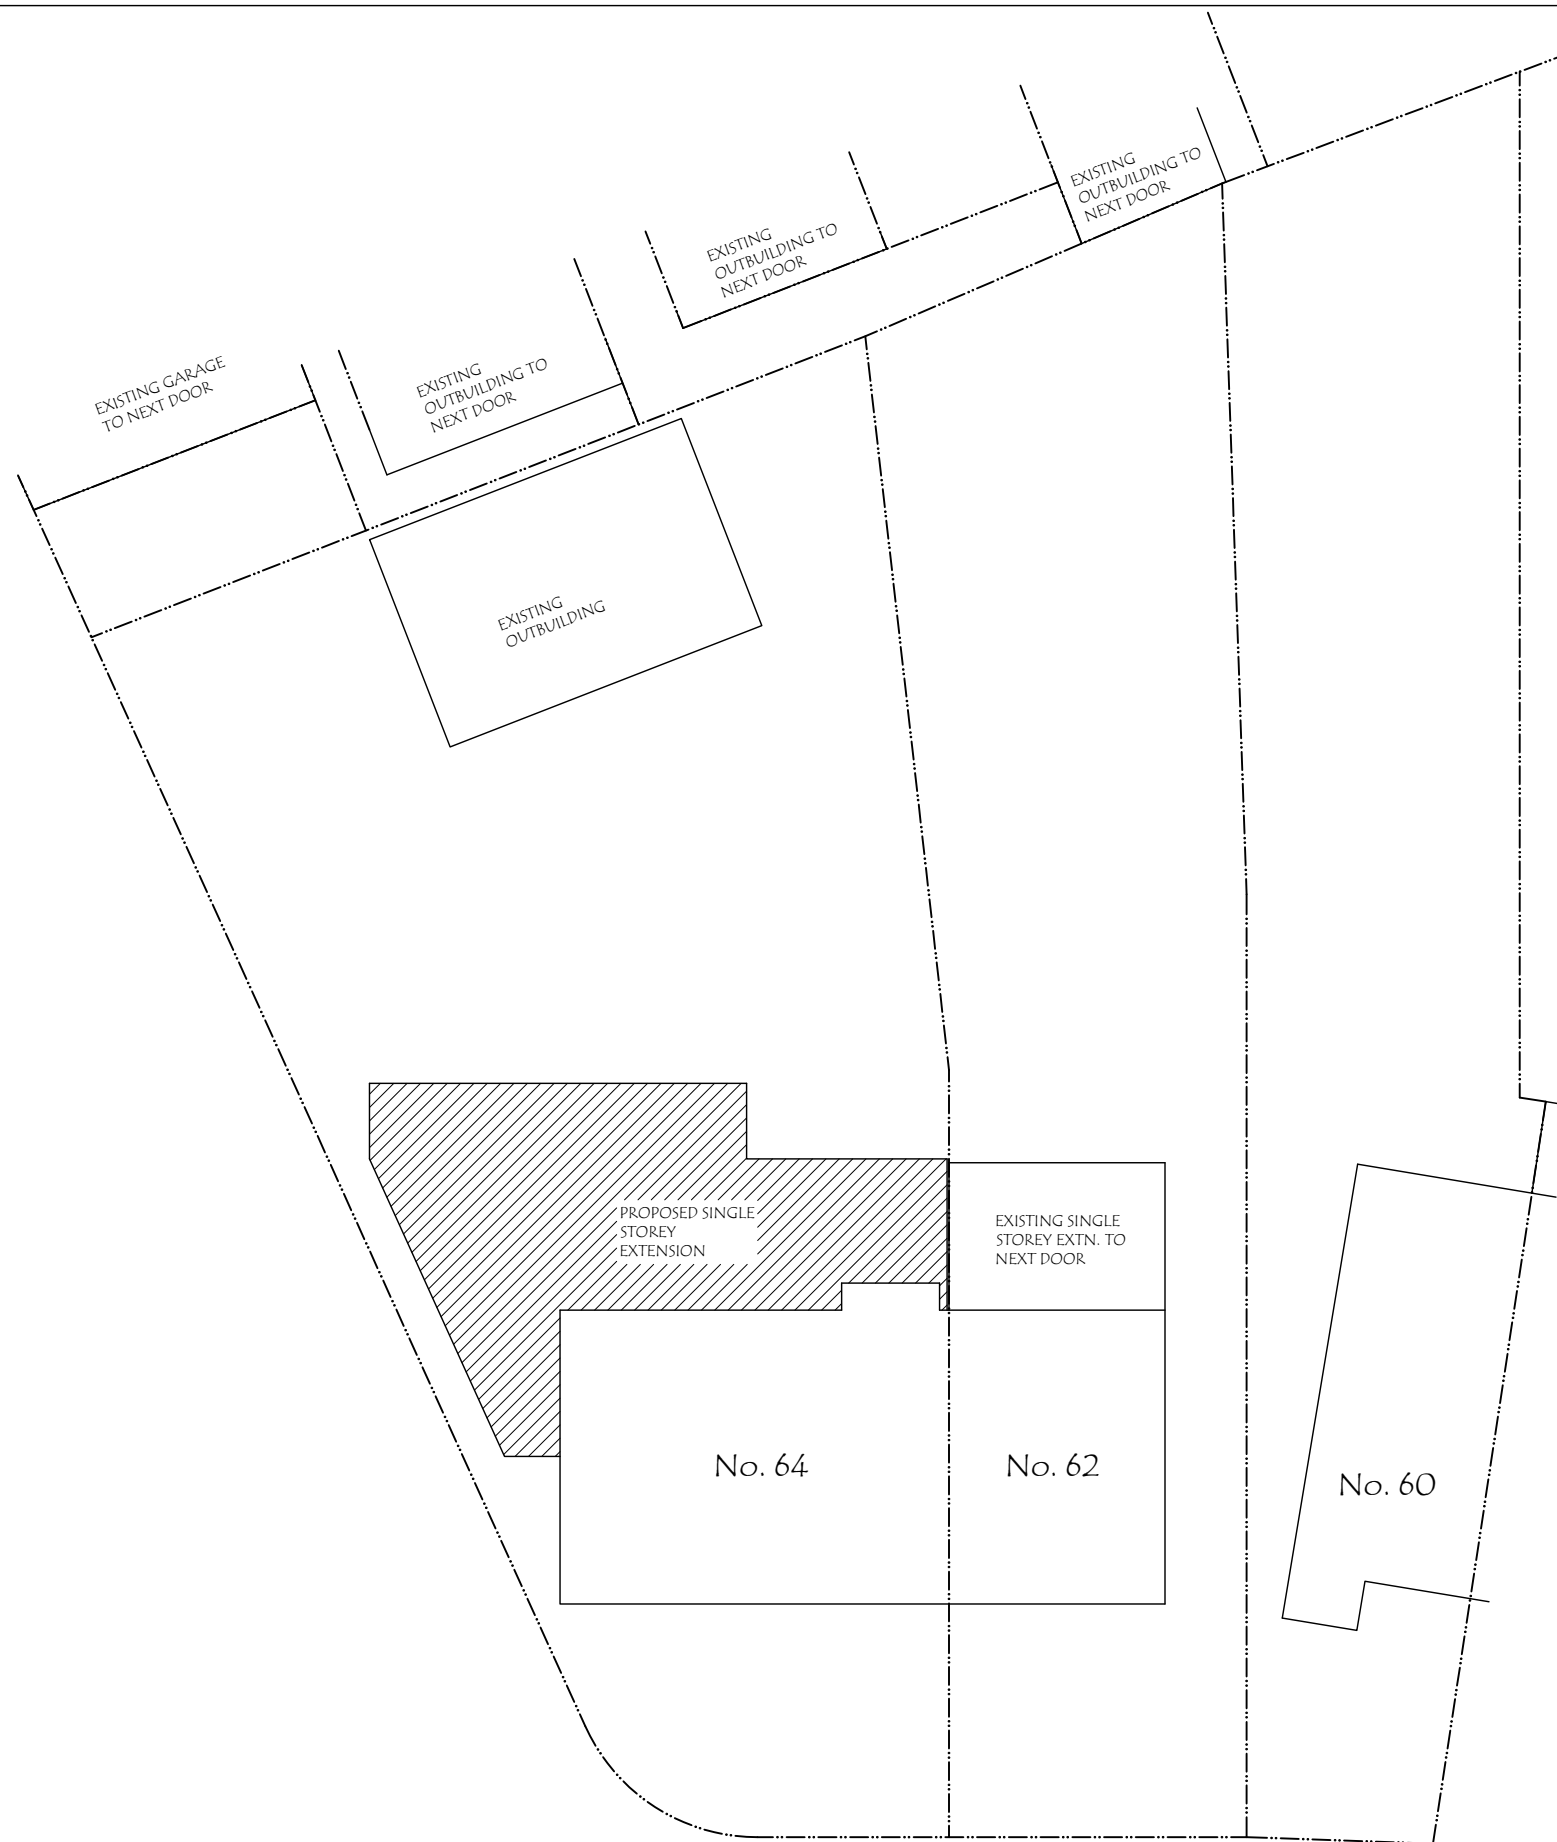 EXISTING
OUTBUILDING TO
NEXT DOOR
EXISTING
OUTBUILDING TO
NEXT DOOR
EXISTING GARAGE
TO NEXT DOOR
EXISTING
OUTBUILDING TO
NEXT DOOR
EXISTING
OUTBUILDING
PROPOSED SINGLE
STOREY
EXTENSION
EXISTING SINGLE
STOREY EXTN. TO
NEXT DOOR
No. 64
No. 62
No. 60